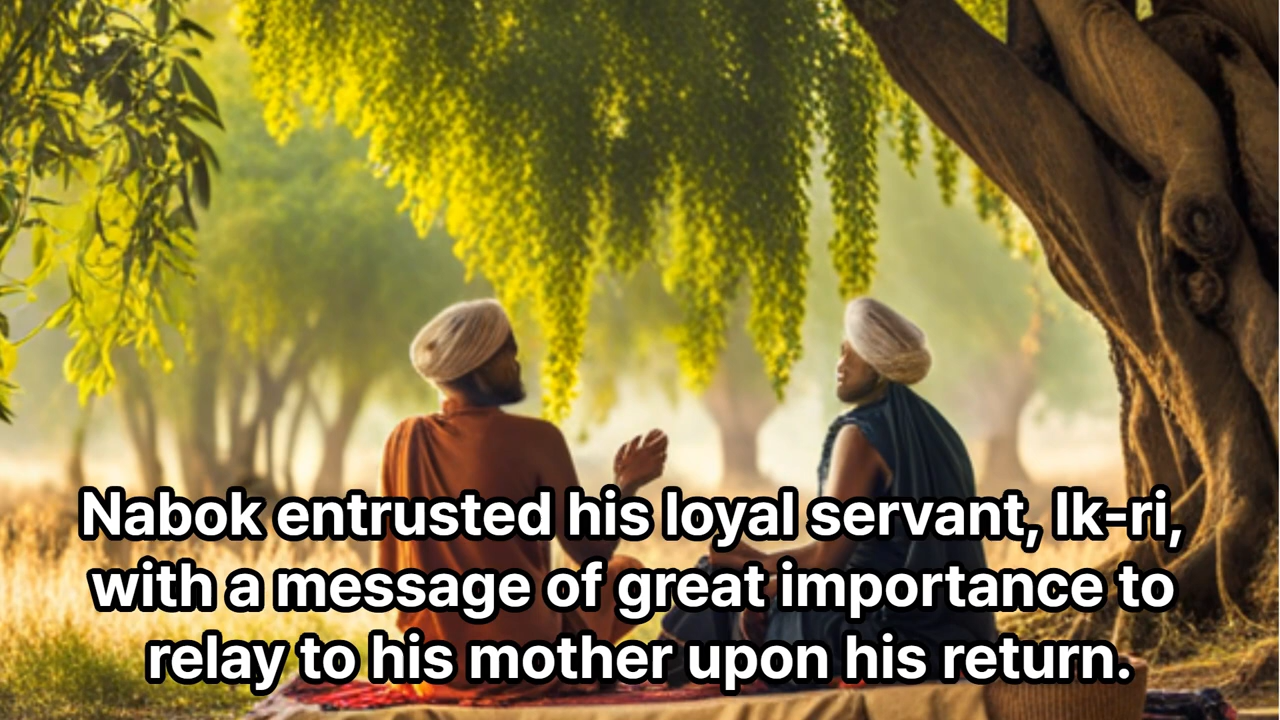 Nabok entrusted his loyal servant, Ik-ri,
with a message of great importance to
relay to his mother upon his return.